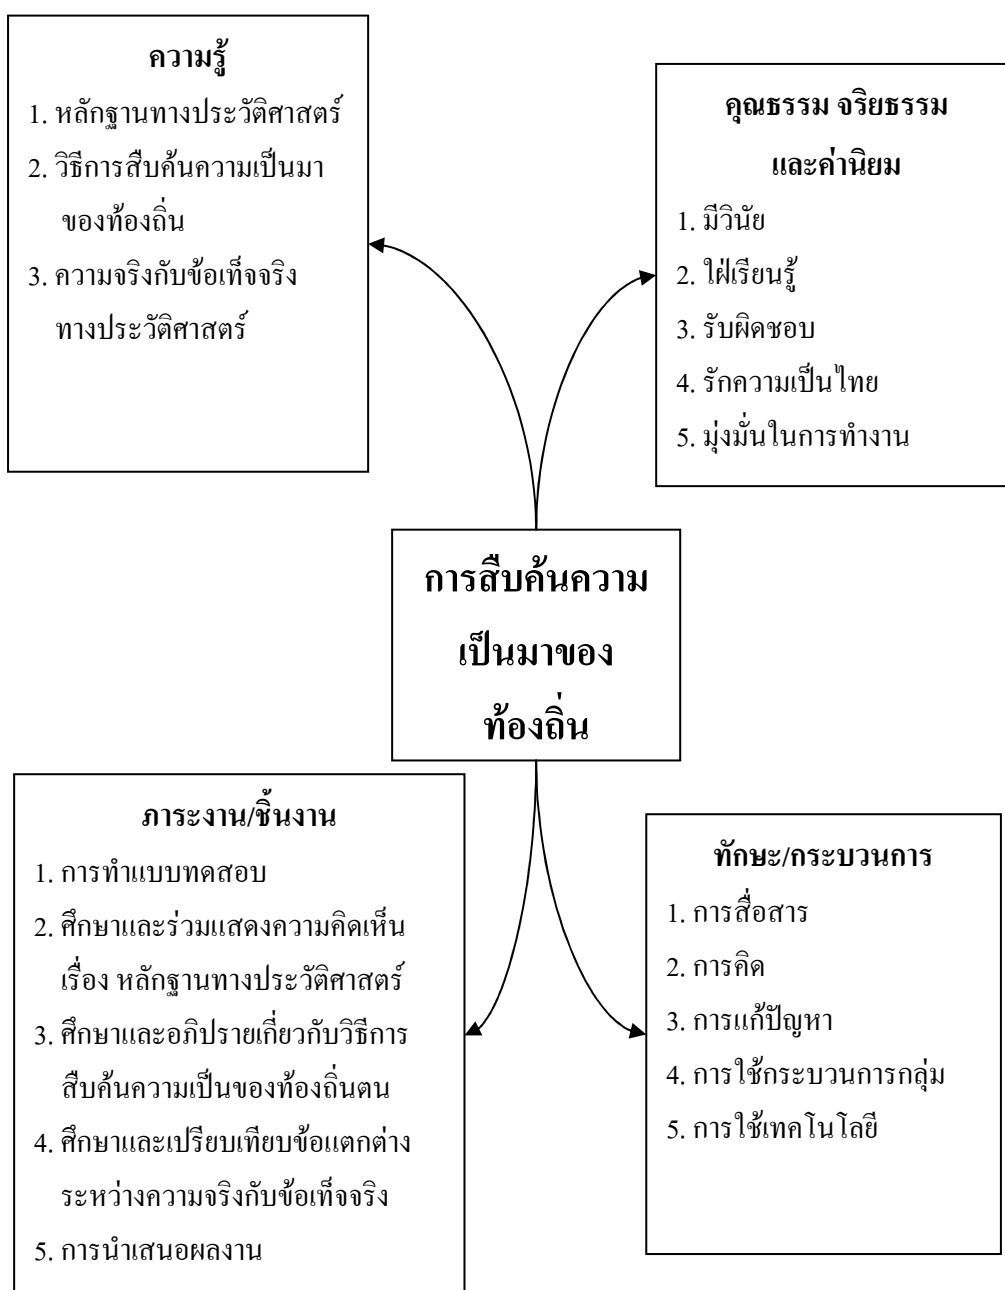 ความรู้
1. หลักฐานทางประวัติศาสตร์
2. วิธีการสืบค้นความเป็นมา
ของท้องถิ่น
3. ความจริงกับข้อเท็จจริง
ทางประวัติศาสตร์
คุณธรรม จริยธรรม
และค่านิยม
1. มีวินัย
2. ใฝ่เรียนรู้
3. รับผิดชอบ
4. รักความเป็นไทย
5. มุ่งมั่นในการทำงาน
การสืบค้นความ
เป็นมาของ
ท้องถิ่น
ภาระงาน/ชิ้นงาน
1. การทำแบบทดสอบ
2. ศึกษาและร่วมแสดงความคิดเห็น
เรื่อง หลักฐานทางประวัติศาสตร์
3. ศึกษาและอภิปรายเกี่ยวกับวิธีการ
สืบค้นความเป็นของท้องถิ่นตน
4. ศึกษาและเปรียบเทียบข้อแตกต่าง
ระหว่างความจริงกับข้อเท็จจริง
5. การนำเสนอผลงาน
ทักษะ/กระบวนการ
1. การสื่อสาร
2. การคิด
3. การแก้ปัญหา
4. การใช้กระบวนการกลุ่ม
5. การใช้เทคโนโลยี